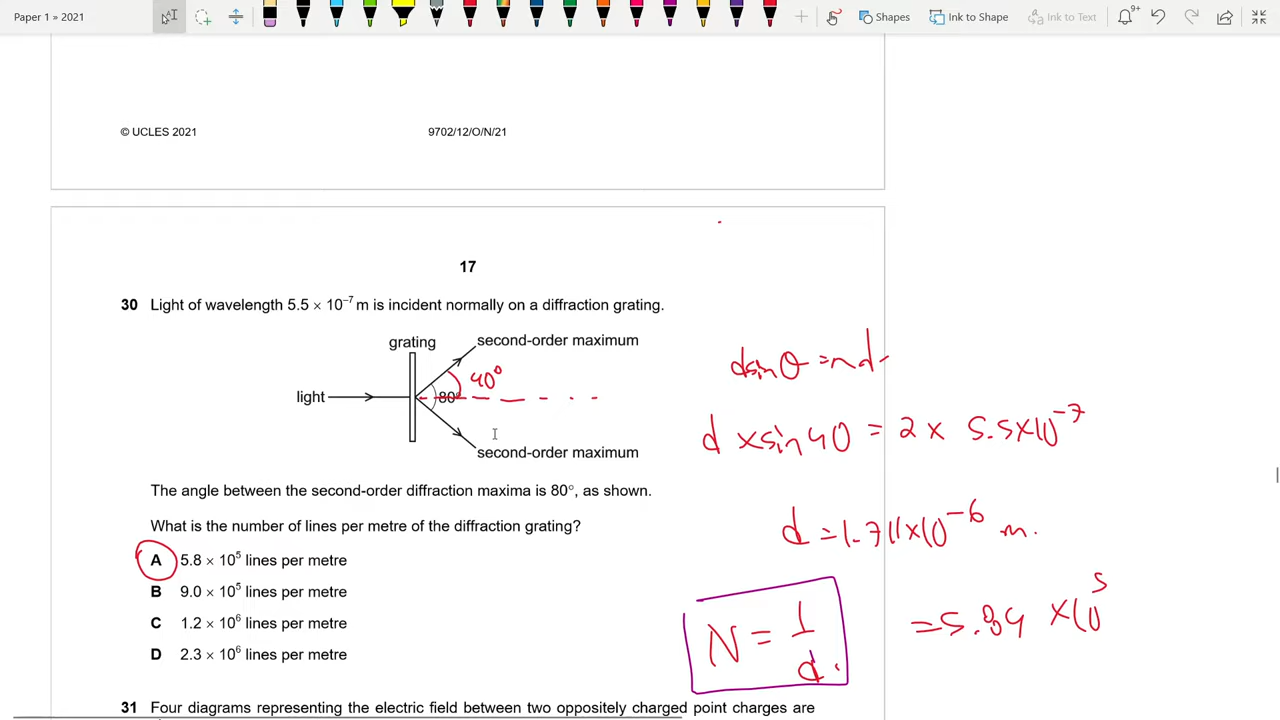 Paper 1 » 2021
Shapes
Ink to Shape
Ink to Text
9+
© UCLES 2021
9702/12/O/N/21
17
30 Light of wavelength 5.5 × 10⁻⁷ m is incident normally on a diffraction grating.
grating
second-order maximum
light
80°
40°
second-order maximum
The angle between the second-order diffraction maxima is 80°, as shown.
What is the number of lines per metre of the diffraction grating?
A 5.8 × 10⁵ lines per metre
B 9.0 × 10⁵ lines per metre
C 1.2 × 10⁶ lines per metre
D 2.3 × 10⁶ lines per metre
dsinθ = nd
d × sin 40 = 2 × 5.5×10⁻⁷
d = 1.711×10⁻⁶ m.
N = 1/d.
= 5.84 ×10⁵
31 Four diagrams representing the electric field between two oppositely charged point charges are